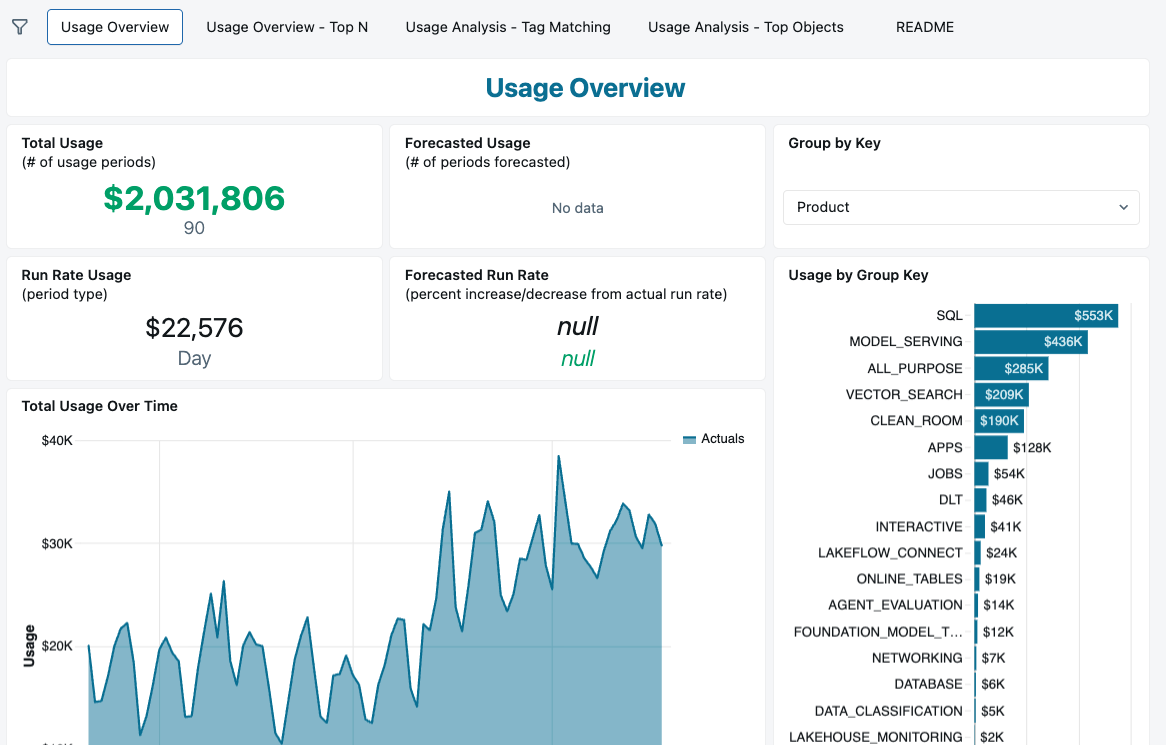 Usage Overview
Usage Overview - Top N
Usage Analysis - Tag Matching
Usage Analysis - Top Objects
README
Usage Overview
Total Usage
(# of usage periods)
$2,031,806
90
Forecasted Usage
(# of periods forecasted)
No data
Group by Key
Product
Run Rate Usage
(period type)
$22,576
Day
Forecasted Run Rate
(percent increase/decrease from actual run rate)
null
null
Total Usage Over Time
Actuals
$40K
$30K
$20K
Usage
Usage by Group Key
SQL $553K
MODEL_SERVING $436K
ALL_PURPOSE $285K
VECTOR_SEARCH $209K
CLEAN_ROOM $190K
APPS $128K
JOBS $54K
DLT $46K
INTERACTIVE $41K
LAKEFLOW_CONNECT $24K
ONLINE_TABLES $19K
AGENT_EVALUATION $14K
FOUNDATION_MODEL_T... $12K
NETWORKING $7K
DATABASE $6K
DATA_CLASSIFICATION $5K
LAKEHOUSE_MONITORING $2K